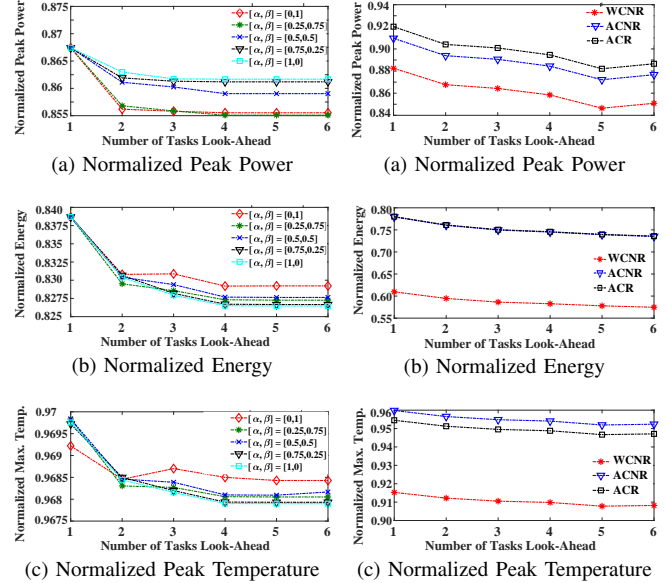 Normalized Peak Power
0.875
0.87
0.865
0.86
0.855
[α, β] = [0,1]
[α, β] = [0.25,0.75]
[α, β] = [0.5,0.5]
[α, β] = [0.75,0.25]
[α, β] = [1,0]
1 2 3 4 5 6
Number of Tasks Look-Ahead
(a) Normalized Peak Power
Normalized Peak Power
0.94
0.92
0.90
0.88
0.86
0.84
WCNR
ACNR
ACR
1 2 3 4 5 6
Number of Tasks Look-Ahead
(a) Normalized Peak Power
Normalized Energy
0.840
0.8375
0.835
0.8325
0.830
0.8275
0.825
[α, β] = [0,1]
[α, β] = [0.25,0.75]
[α, β] = [0.5,0.5]
[α, β] = [0.75,0.25]
[α, β] = [1,0]
1 2 3 4 5 6
Number of Tasks Look-Ahead
(b) Normalized Energy
Normalized Energy
0.80
0.75
0.70
0.65
0.60
0.55
WCNR
ACNR
ACR
1 2 3 4 5 6
Number of Tasks Look-Ahead
(b) Normalized Energy
Normalized Max. Temp.
0.97
0.9695
0.969
0.9685
0.968
0.9675
[α, β] = [0,1]
[α, β] = [0.25,0.75]
[α, β] = [0.5,0.5]
[α, β] = [0.75,0.25]
[α, β] = [1,0]
1 2 3 4 5 6
Number of Tasks Look-Ahead
(c) Normalized Peak Temperature
Normalized Max. Temp.
0.96
0.95
0.94
0.93
0.92
0.91
0.90
WCNR
ACNR
ACR
1 2 3 4 5 6
Number of Tasks Look-Ahead
(c) Normalized Peak Temperature